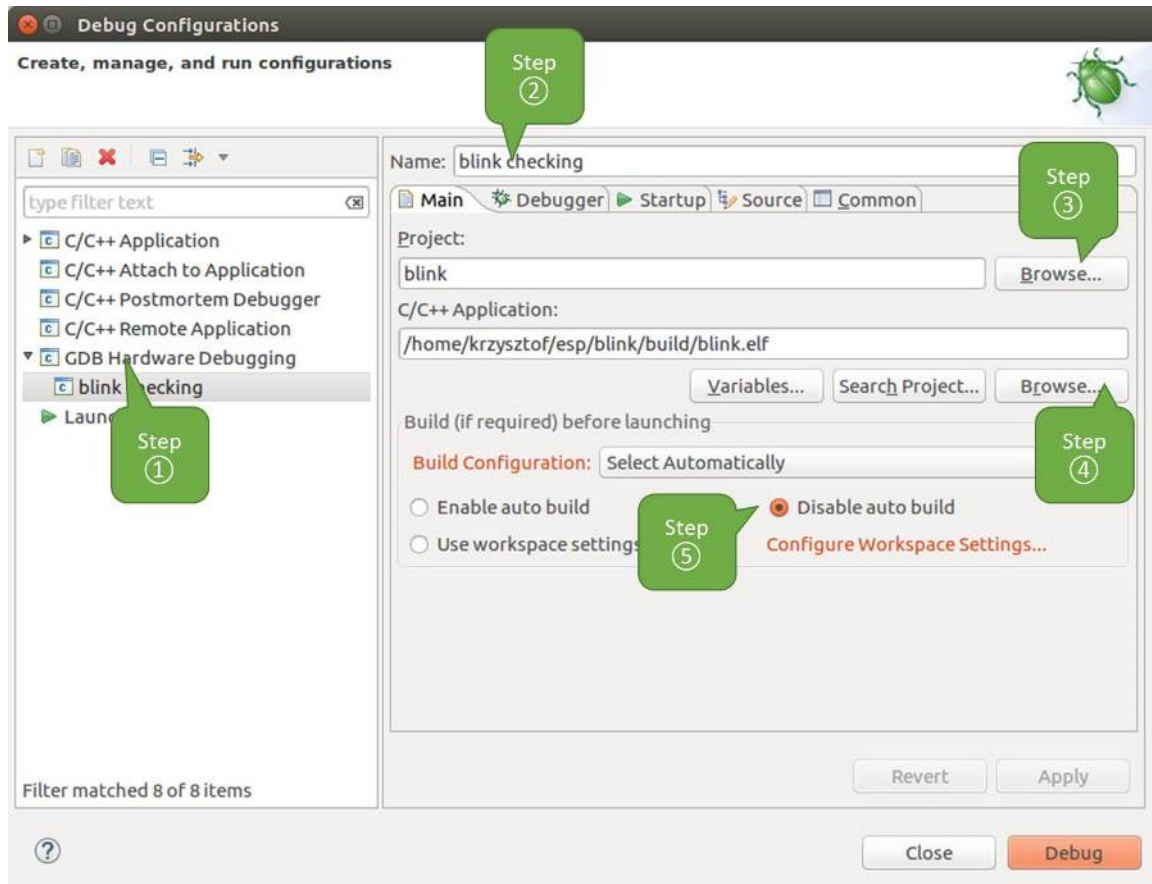 Debug Configurations
Create, manage, and run configurations
Step
②
type filter text
C/C++ Application
C/C++ Attach to Application
C/C++ Postmortem Debugger
C/C++ Remote Application
GDB Hardware Debugging
blink checking
Step
①
Filter matched 8 of 8 items
Name: blink checking
Main Debugger Startup Source Common
Step
③
Project:
blink Browse...
C/C++ Application:
/home/krzysztof/esp/blink/build/blink.elf
Variables... Search Project... Browse...
Step
④
Build (if required) before launching
Build Configuration: Select Automatically
Enable auto build Disable auto build
Step
⑤
Use workspace settings Configure Workspace Settings...
Revert Apply
Close Debug